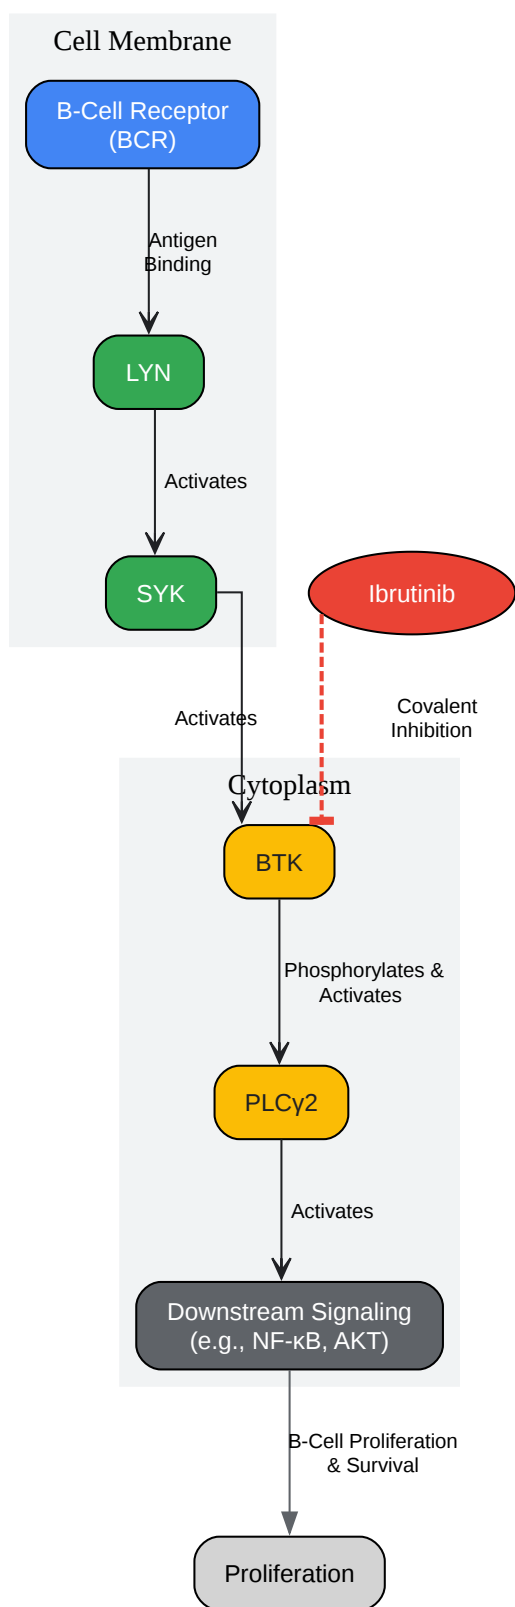 Cell Membrane
B-Cell Receptor
(BCR)
Antigen
Binding
LYN
Activates
SYK
Ibrutinib
Activates
Covalent
Inhibition
Cytoplasm
BTK
Phosphorylates &
Activates
PLCγ2
Activates
Downstream Signaling
(e.g., NF-κB, AKT)
B-Cell Proliferation
& Survival
Proliferation